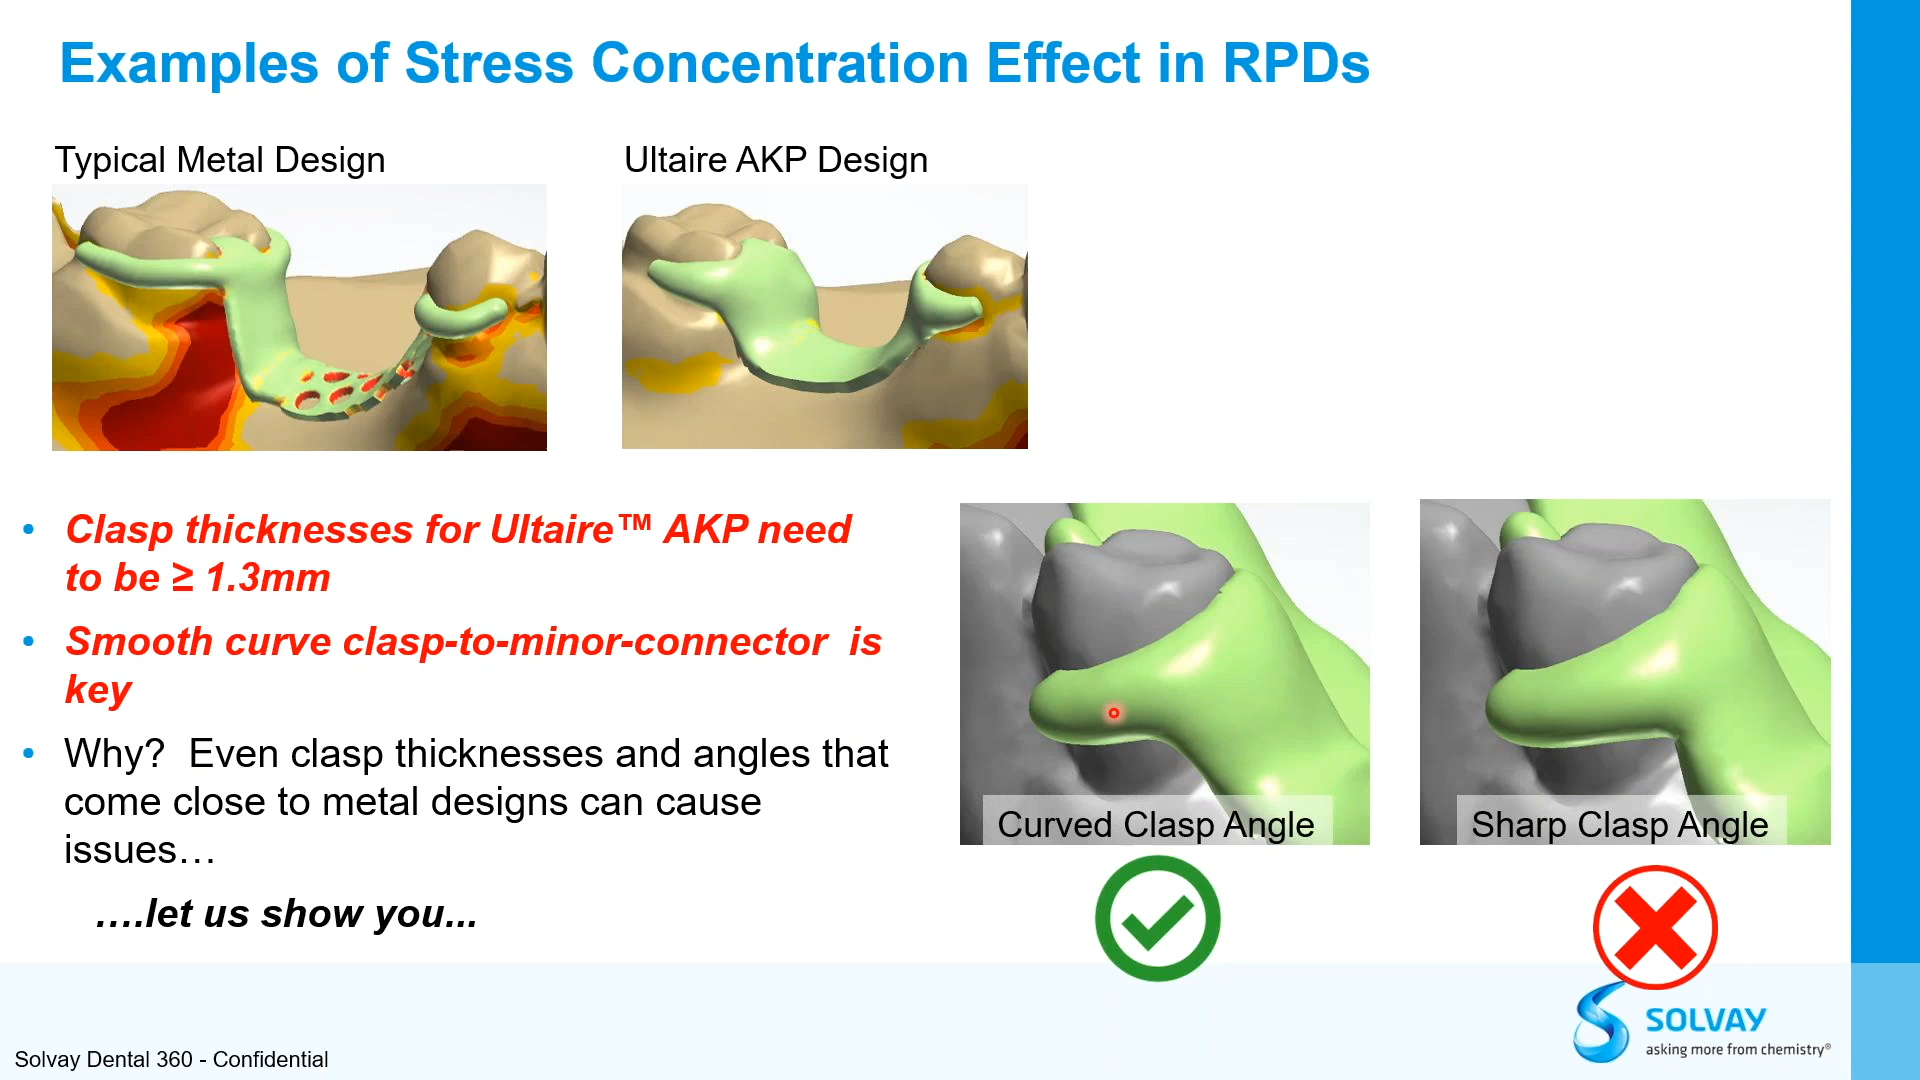 Examples of Stress Concentration Effect in RPDs
Typical Metal Design
Ultaire AKP Design
• Clasp thicknesses for Ultaire™ AKP need
to be ≥ 1.3mm
• Smooth curve clasp-to-minor-connector  is
key
• Why?  Even clasp thicknesses and angles that
come close to metal designs can cause
issues…
….let us show you...
Curved Clasp Angle
Sharp Clasp Angle
SOLVAY
asking more from chemistry®
Solvay Dental 360 - Confidential